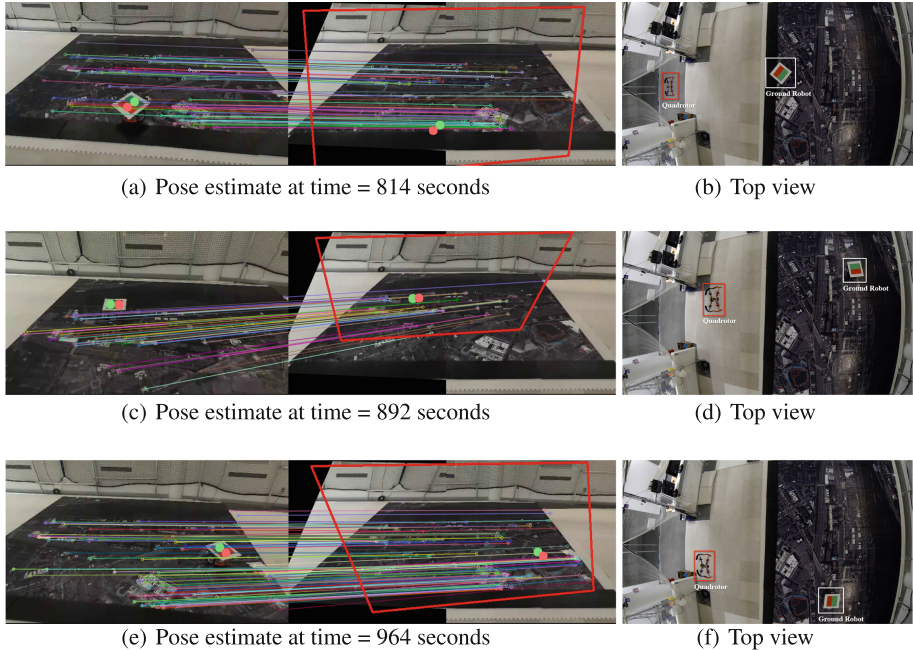 Quadrotor
Ground Robot
(a) Pose estimate at time = 814 seconds
(b) Top view
Quadrotor
Ground Robot
(c) Pose estimate at time = 892 seconds
(d) Top view
Quadrotor
Ground Robot
(e) Pose estimate at time = 964 seconds
(f) Top view